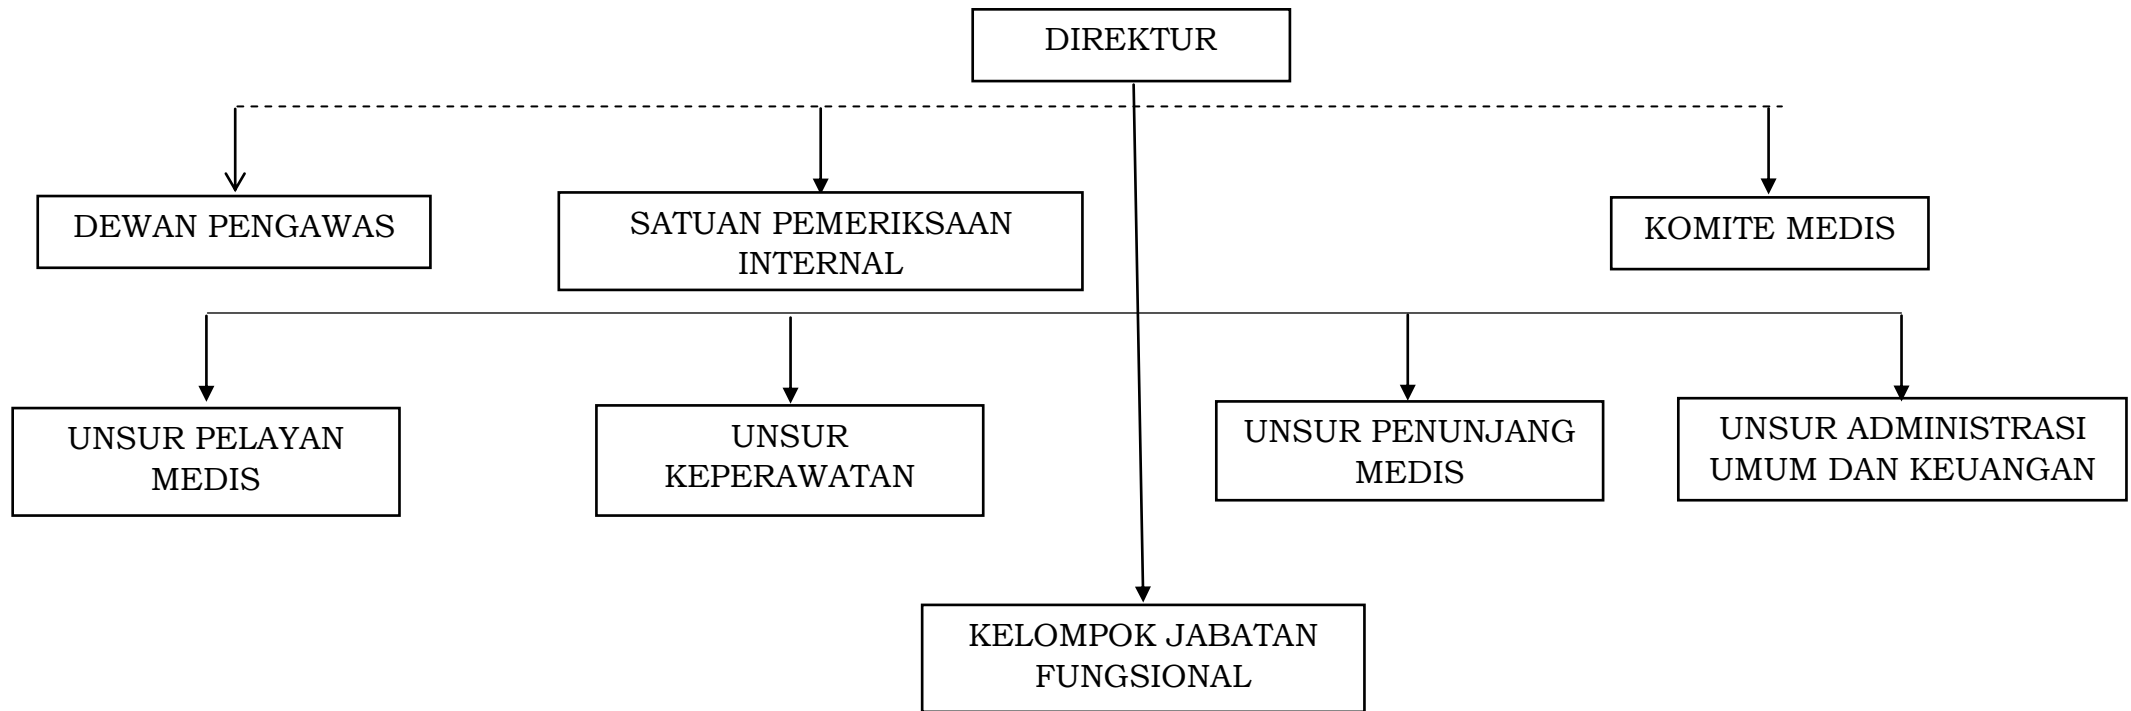 DIREKTUR
DEWAN PENGAWAS
SATUAN PEMERIKSAAN
INTERNAL
KOMITE MEDIS
UNSUR PELAYAN
MEDIS
UNSUR
KEPERAWATAN
UNSUR PENUNJANG
MEDIS
UNSUR ADMINISTRASI
UMUM DAN KEUANGAN
KELOMPOK JABATAN
FUNGSIONAL